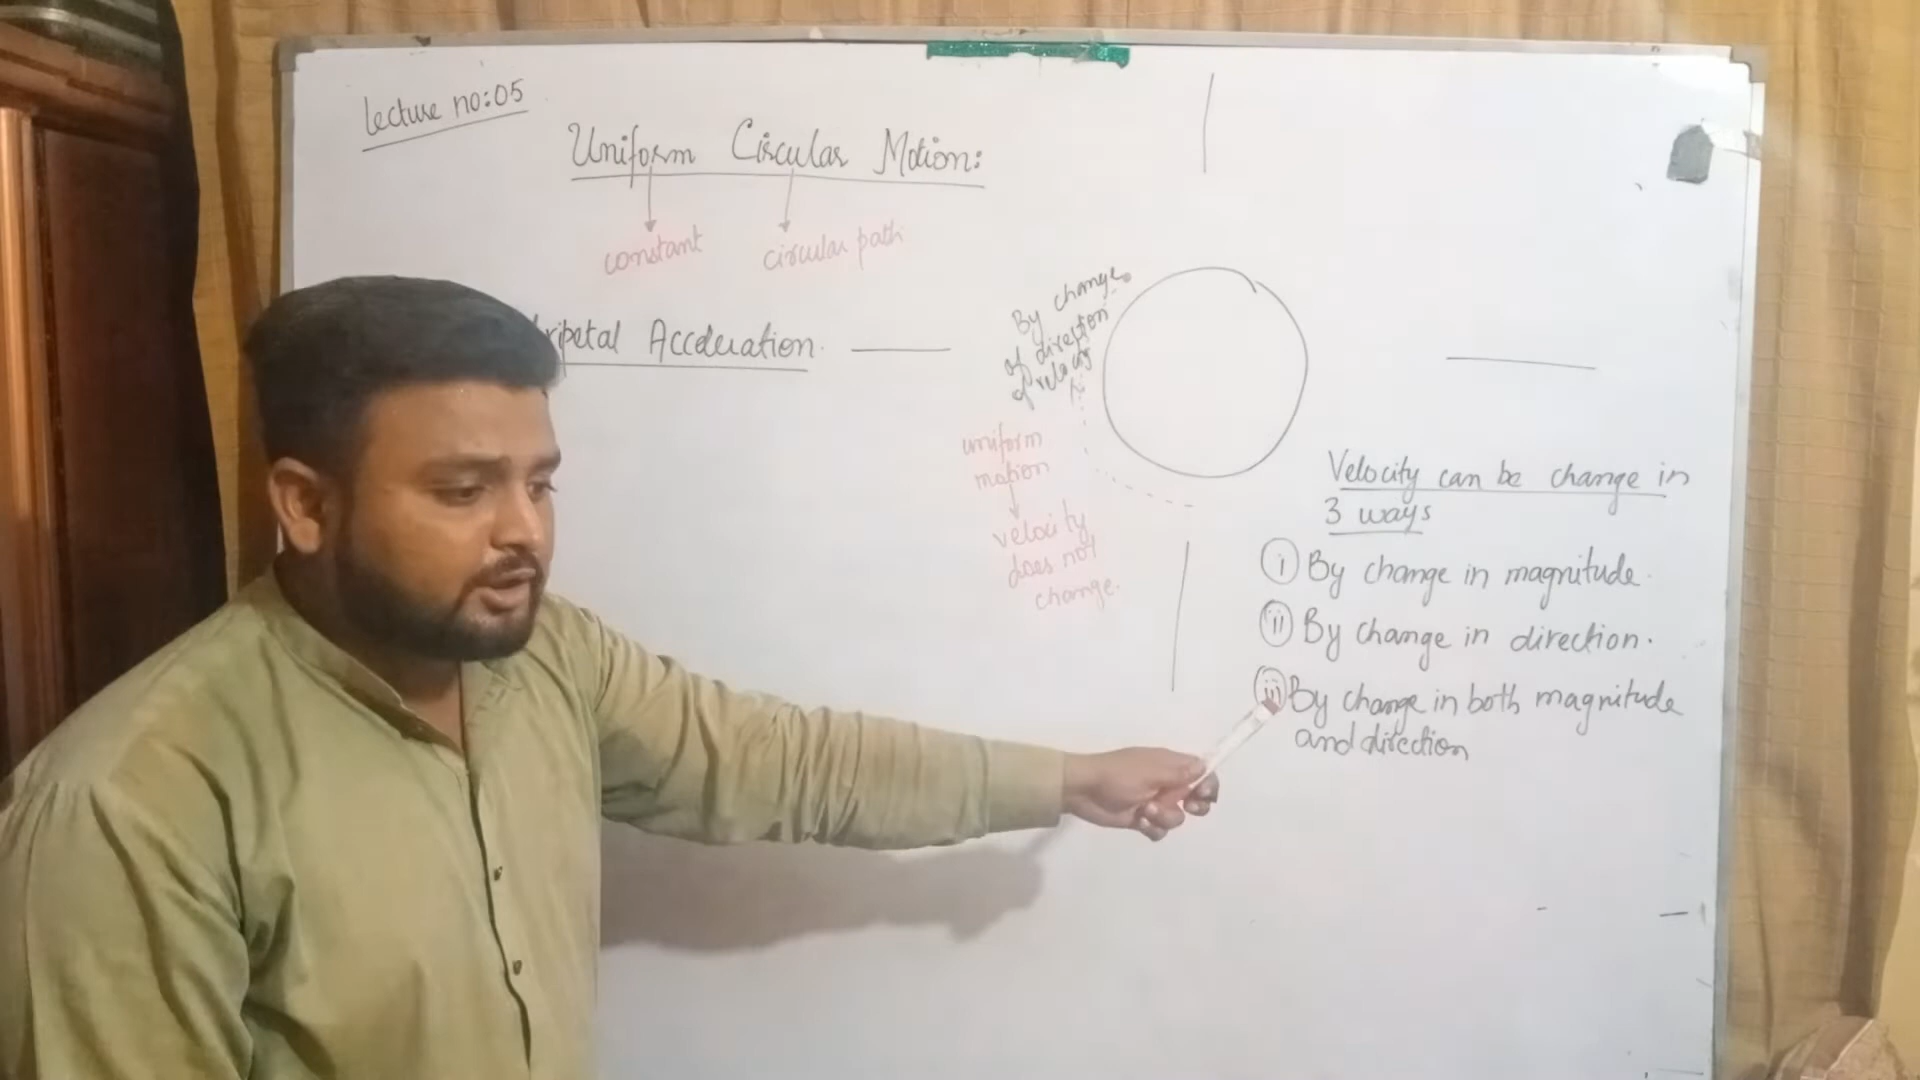 Lecture no:05
Uniform Circular Motion:
constant circular path
ripetal Acceleration.
By change
of direction
of velocity
uniform
motion
velocity
does not
change.
Velocity can be change in
3 ways
(i) By change in magnitude.
(ii) By change in direction.
(iii) By change in both magnitude
and direction